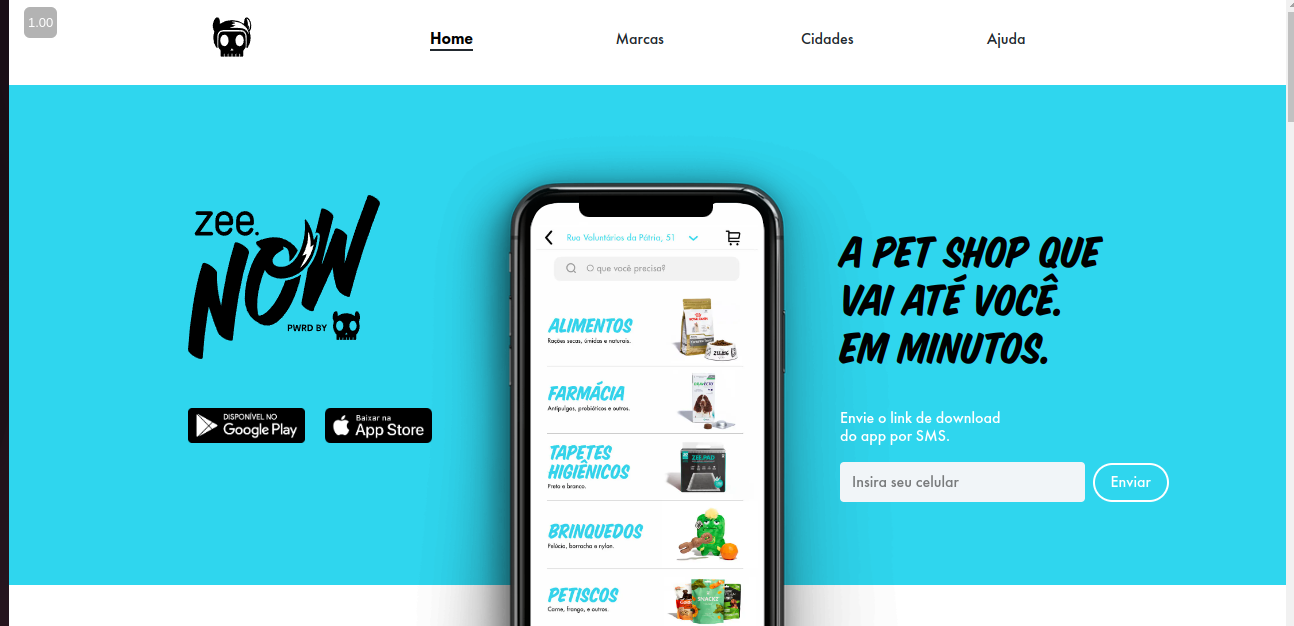 1.00
Home
Marcas
Cidades
Ajuda
zee.
NOW
PWRD BY
DISPONÍVEL NO
Google Play
Baixar na
App Store
Rua Voluntários da Pátria, 51
O que você precisa?
ALIMENTOS
Rações secas, úmidas e naturais.
FARMÁCIA
Antipulgas, probióticos e outros.
TAPETES
HIGIÊNICOS
Preto e branco.
ZEE.PAD
BRINQUEDOS
Pelúcia, borracha e nylon.
PETISCOS
Carne, frango, e outros.
SNACKS
A PET SHOP QUE
VAI ATÉ VOCÊ.
EM MINUTOS.
Envie o link de download
do app por SMS.
Insira seu celular
Enviar